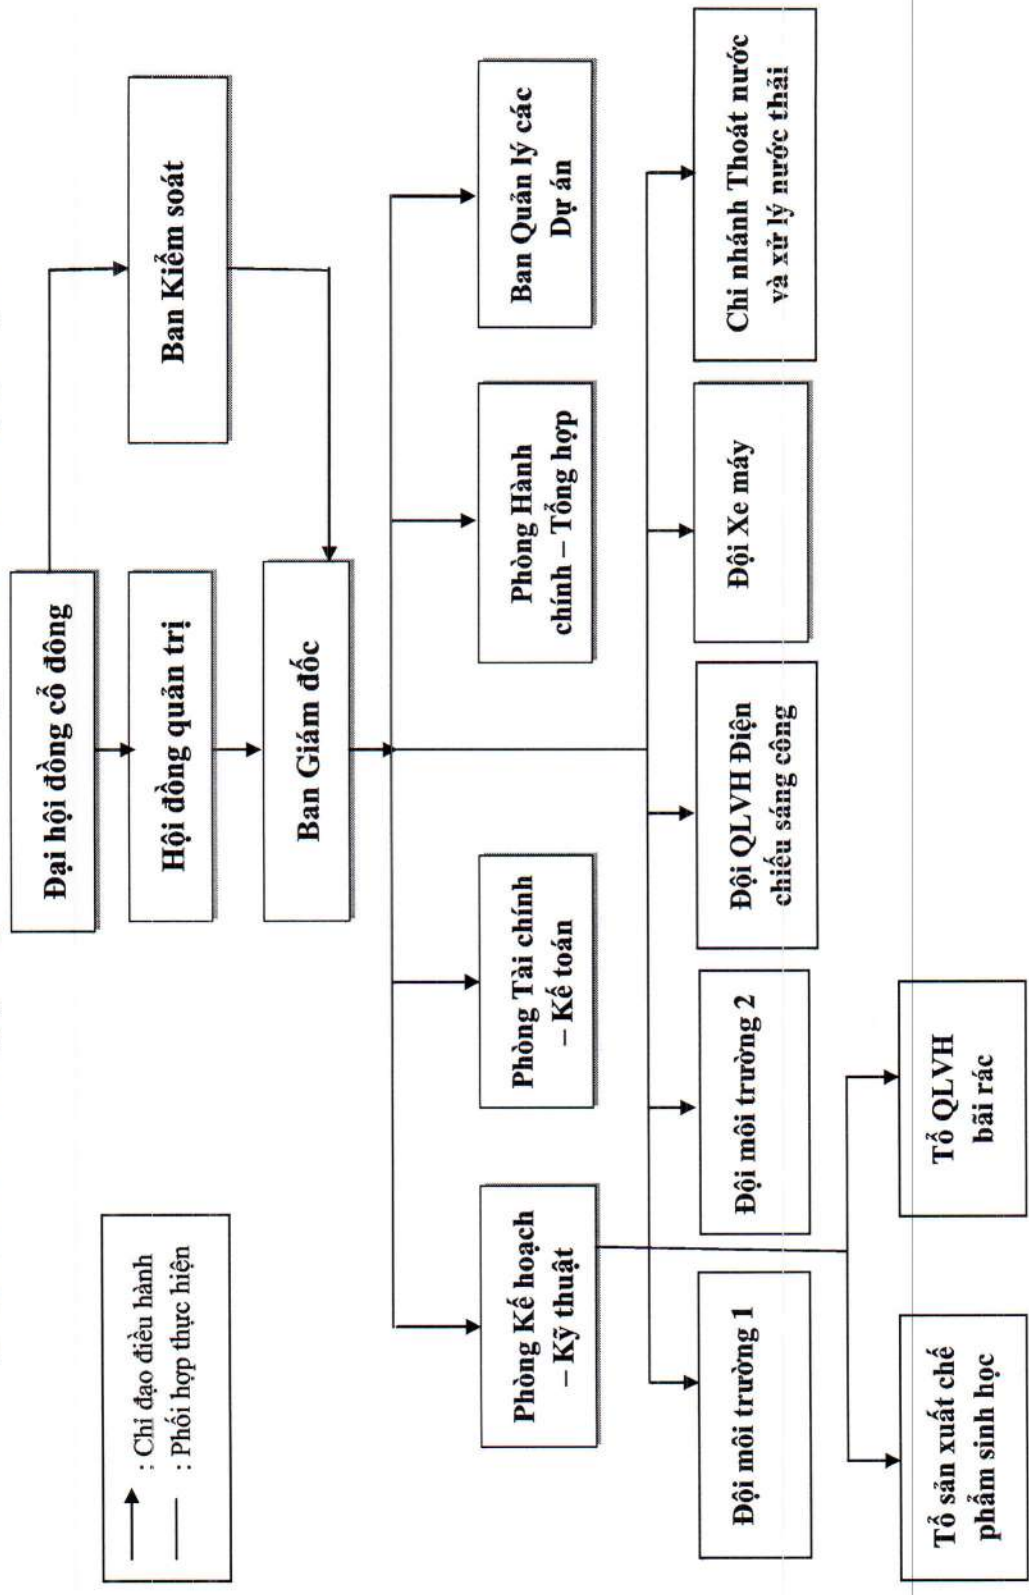 Đại hội đồng cổ đông
Hội đồng quản trị
Ban Kiểm soát
Ban Giám đốc
: Chỉ đạo điều hành
: Phối hợp thực hiện
Phòng Kế hoạch
– Kỹ thuật
Phòng Tài chính
– Kế toán
Phòng Hành
chính – Tổng hợp
Ban Quản lý các
Dự án
Đội môi trường 1
Đội môi trường 2
Đội QLVH Điện
chiếu sáng công
Đội Xe máy
Chi nhánh Thoát nước
và xử lý nước thải
Tổ sản xuất chế
phẩm sinh học
Tổ QLVH
bãi rác